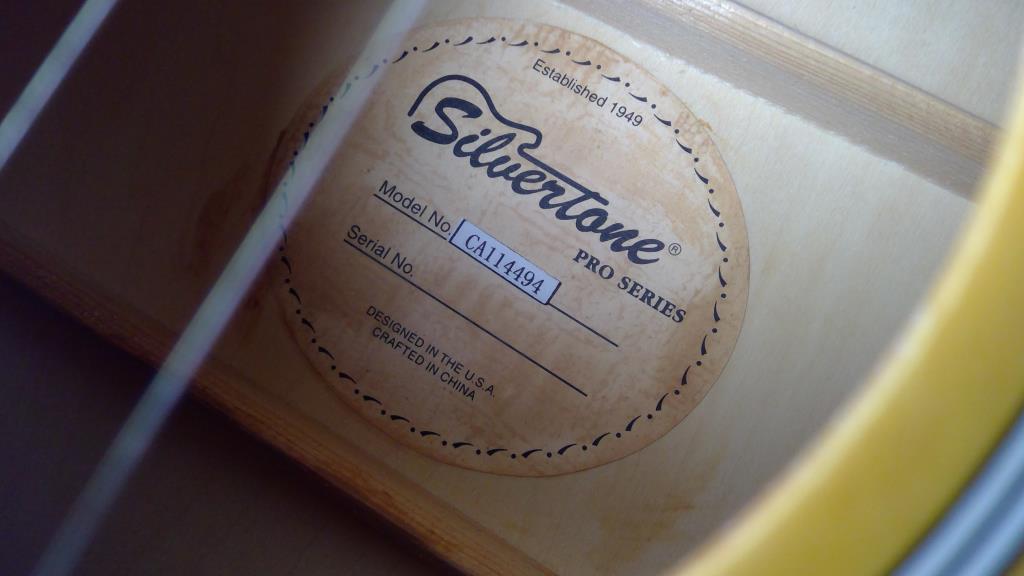 Established 1949
Silvertone®
PRO SERIES
Model No. CA114494
Serial No.
DESIGNED IN THE U.S.A.
CRAFTED IN CHINA